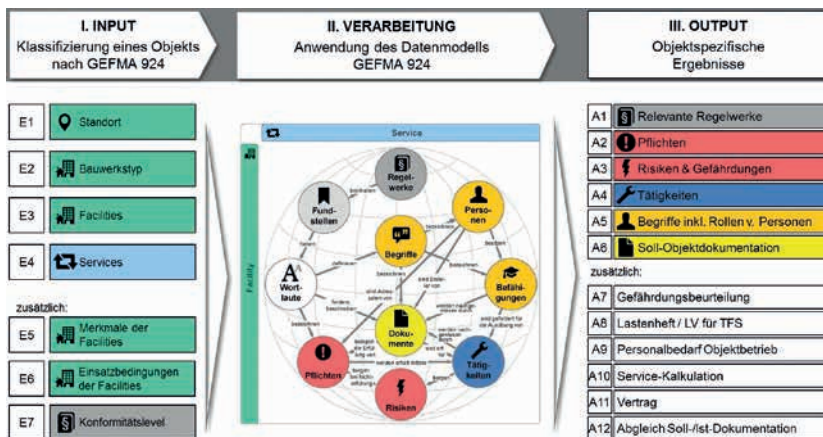 I. INPUT
Klassifizierung eines Objekts
nach GEFMA 924
II. VERARBEITUNG
Anwendung des Datenmodells
GEFMA 924
III. OUTPUT
Objektspezifische
Ergebnisse
E1
Standort
E2
Bauwerkstyp
E3
Facilities
E4
Services
zusätzlich:
E5
Merkmale der
Facilities
E6
Einsatzbedingungen
der Facilities
E7
Konformitätslevel
Service
Facility
Regel-
werke
Fund-
stellen
Perso-
nen
Begriffe
Wort-
laute
Befähi-
gungen
Doku-
mente
Pflichten
Tätig-
keiten
Risiken
A1
Relevante Regelwerke
A2
Pflichten
A3
Risiken & Gefährdungen
A4
Tätigkeiten
A5
Begriffe inkl. Rollen v. Personen
A6
Soll-Objektdokumentation
zusätzlich:
A7
Gefährdungsbeurteilung
A8
Lastenheft / LV für TFS
A9
Personalbedarf Objektbetrieb
A10
Service-Kalkulation
A11
Vertrag
A12
Abgleich Soll-/Ist-Dokumentation